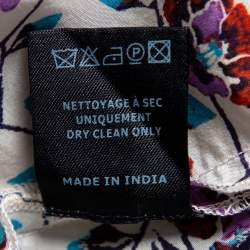 NETTOYAGE À SEC
UNIQUEMENT
DRY CLEAN ONLY
MADE IN INDIA